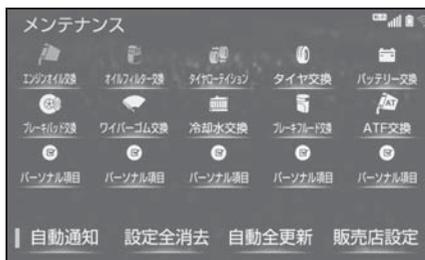 メンテナンス
エンジンオイル交換 オイルフィルター交換 タイヤローテイション タイヤ交換 バッテリー交換
ブレーキパッド交換 ワイパーゴム交換 冷却水交換 ブレーキフルード交換 ATF交換
パーソナル項目 パーソナル項目 パーソナル項目 パーソナル項目 パーソナル項目
自動通知 設定全消去 自動全更新 販売店設定